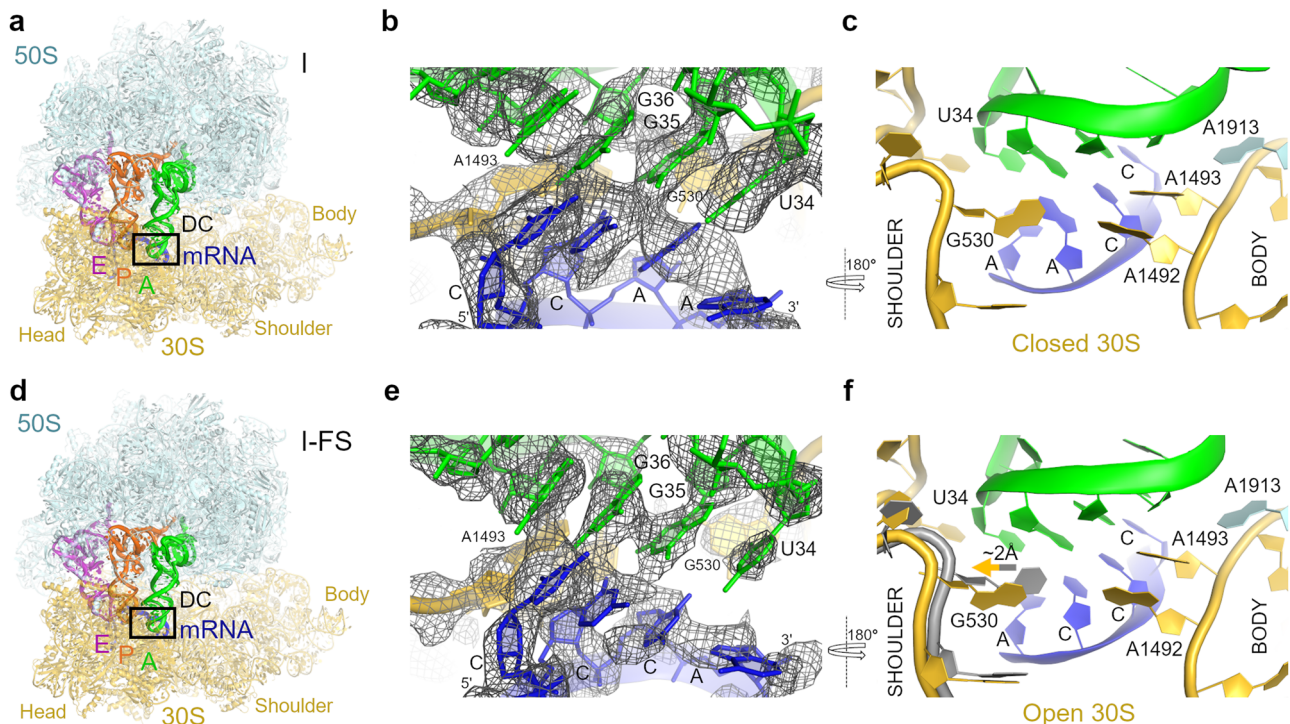 a
50S
I
Body
DC
mRNA
E
P
A
Head
Shoulder
30S
b
G36
G35
A1493
G530
U34
C
C
A
A
5'
3'
180°
c
U34
A1913
C
A1493
G530
C
A
A
A1492
SHOULDER
BODY
Closed 30S
d
50S
I-FS
Body
DC
mRNA
E
P
A
Head
Shoulder
30S
e
G36
G35
A1493
G530
U34
C
C
C
A
5'
3'
180°
f
U34
A1913
C
~2Å
A1493
G530
A
C
C
A1492
SHOULDER
BODY
Open 30S